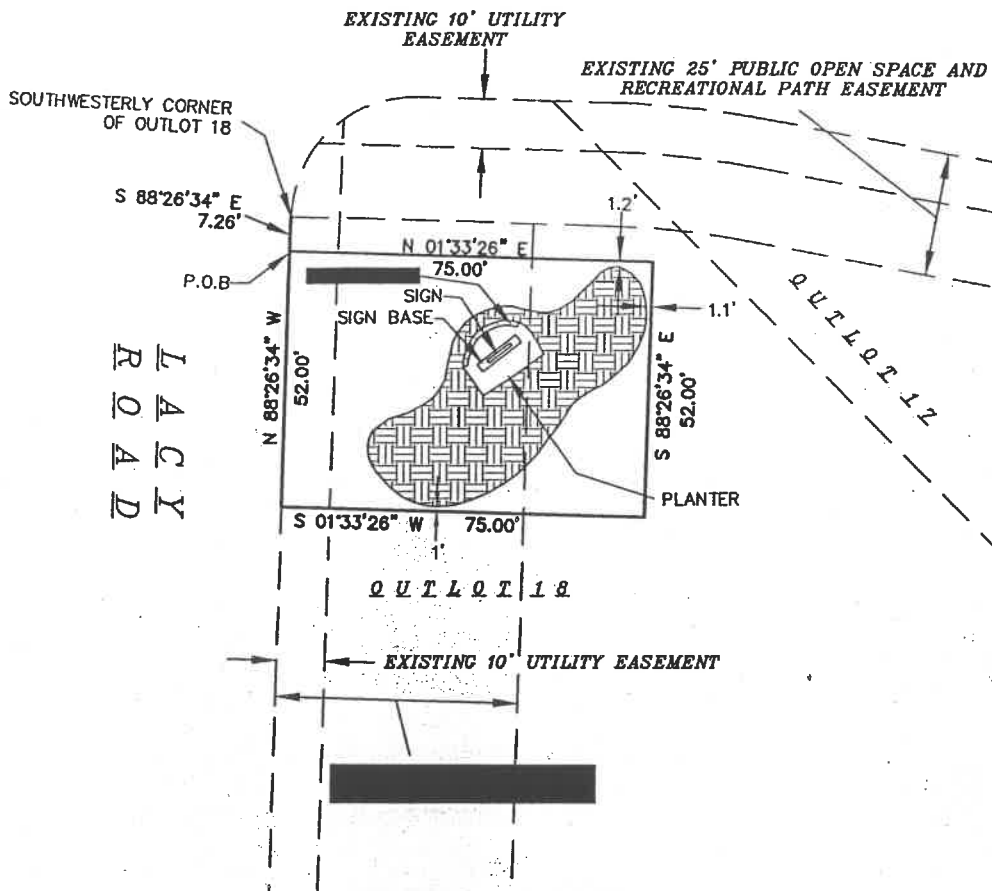 EXISTING 10' UTILITY
EASEMENT
EXISTING 25' PUBLIC OPEN SPACE AND
RECREATIONAL PATH EASEMENT
SOUTHWESTERLY CORNER
OF OUTLOT 18
S 88°26'34" E
7.26'
P.O.B
N 01°33'26" E
75.00'
1.2'
1.1'
SIGN
SIGN BASE
OUTLOT 17
N 88°26'34" W
52.00'
S 88°26'34" E
52.00'
LACY
ROAD
PLANTER
S 01°33'26" W 75.00'
1'
OUTLOT 18
EXISTING 10' UTILITY EASEMENT